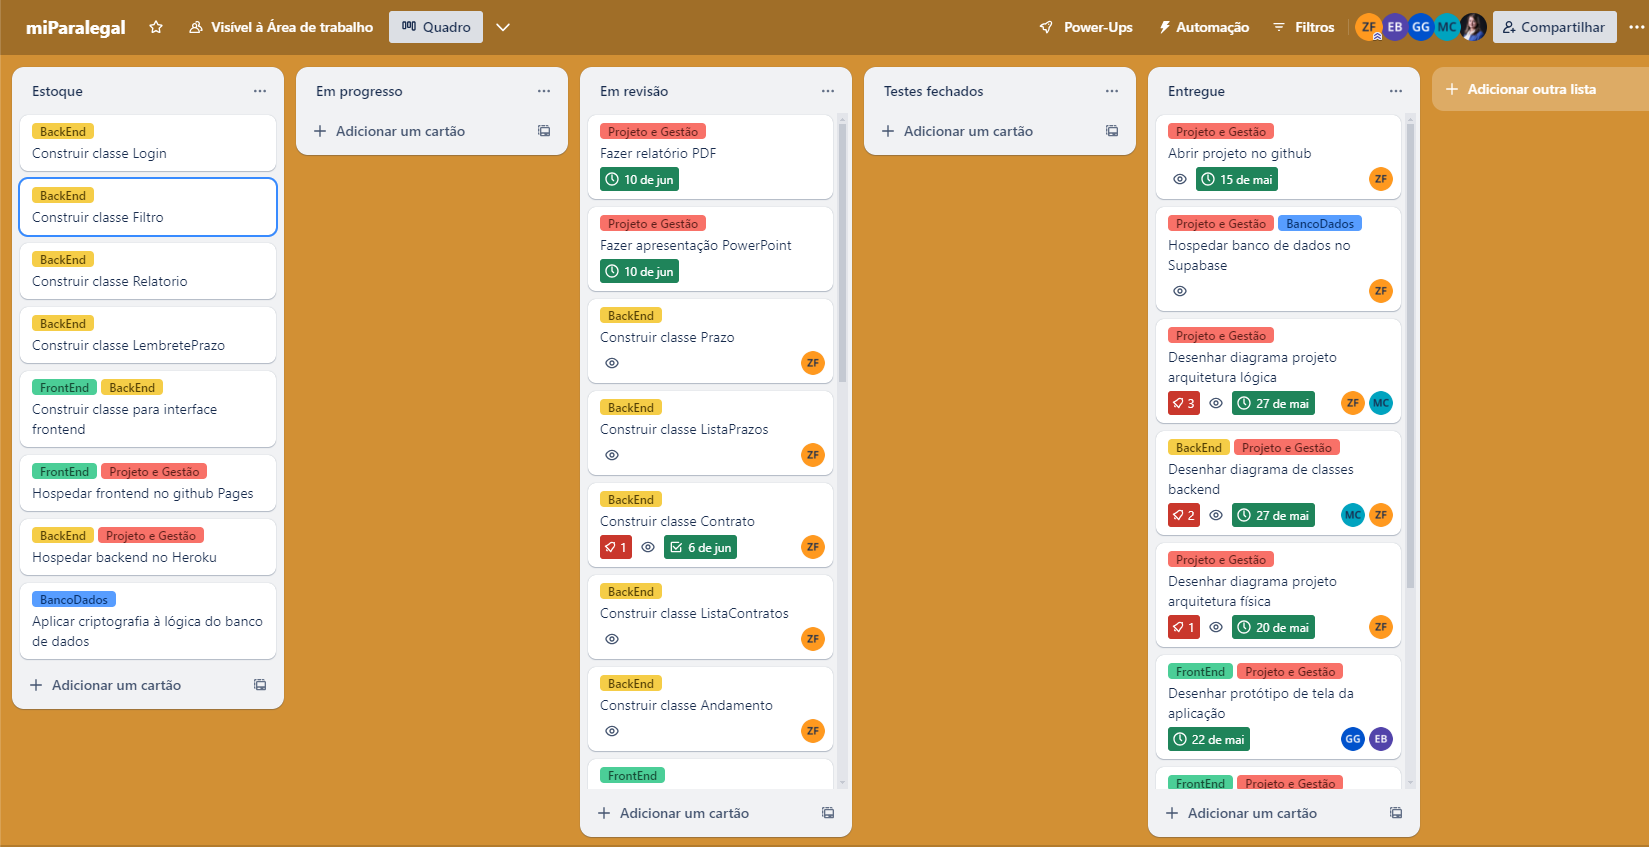 miParalegal
Visível à Área de trabalho
Quadro
Power-Ups
Automação
Filtros
ZF
EB
GG
MC
Compartilhar
Estoque
BackEnd
Construir classe Login
BackEnd
Construir classe Filtro
BackEnd
Construir classe Relatorio
BackEnd
Construir classe LembretePrazo
FrontEnd BackEnd
Construir classe para interface
frontend
FrontEnd Projeto e Gestão
Hospedar frontend no github Pages
BackEnd Projeto e Gestão
Hospedar backend no Heroku
BancoDados
Aplicar criptografia à lógica do banco
de dados
Adicionar um cartão
Em progresso
Adicionar um cartão
Em revisão
Projeto e Gestão
Fazer relatório PDF
10 de jun
Projeto e Gestão
Fazer apresentação PowerPoint
10 de jun
BackEnd
Construir classe Prazo
ZF
BackEnd
Construir classe ListaPrazos
ZF
BackEnd
Construir classe Contrato
1 6 de jun ZF
BackEnd
Construir classe ListaContratos
ZF
BackEnd
Construir classe Andamento
ZF
FrontEnd
Adicionar um cartão
Testes fechados
Adicionar um cartão
Entregue
Projeto e Gestão
Abrir projeto no github
15 de mai ZF
Projeto e Gestão BancoDados
Hospedar banco de dados no
Supabase
ZF
Projeto e Gestão
Desenhar diagrama projeto
arquitetura lógica
3 27 de mai ZF MC
BackEnd Projeto e Gestão
Desenhar diagrama de classes
backend
2 27 de mai MC ZF
Projeto e Gestão
Desenhar diagrama projeto
arquitetura física
1 20 de mai ZF
FrontEnd Projeto e Gestão
Desenhar protótipo de tela da
aplicação
22 de mai GG EB
FrontEnd Projeto e Gestão
Adicionar um cartão
Adicionar outra lista